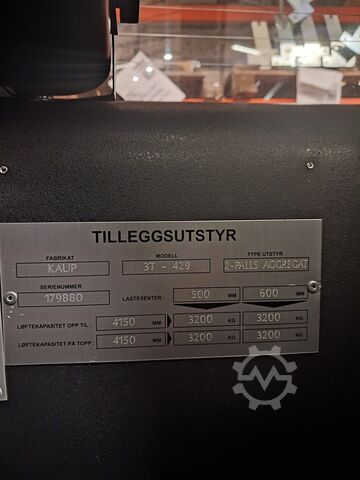 TILLEGGSUTSTYR
FABRIKAT MODELL TYPE UTSTYR
KAUP 3T - 429 2-PALLS AGGREGAT
SERIENUMMER
179880 LASTESENTER : 500 MM 600 MM
LØFTEKAPASITET OPP TIL : 4150 MM 3200 KG 3200 KG
LØFTEKAPASITET PÅ TOPP : 4150 MM 3200 KG 3200 KG